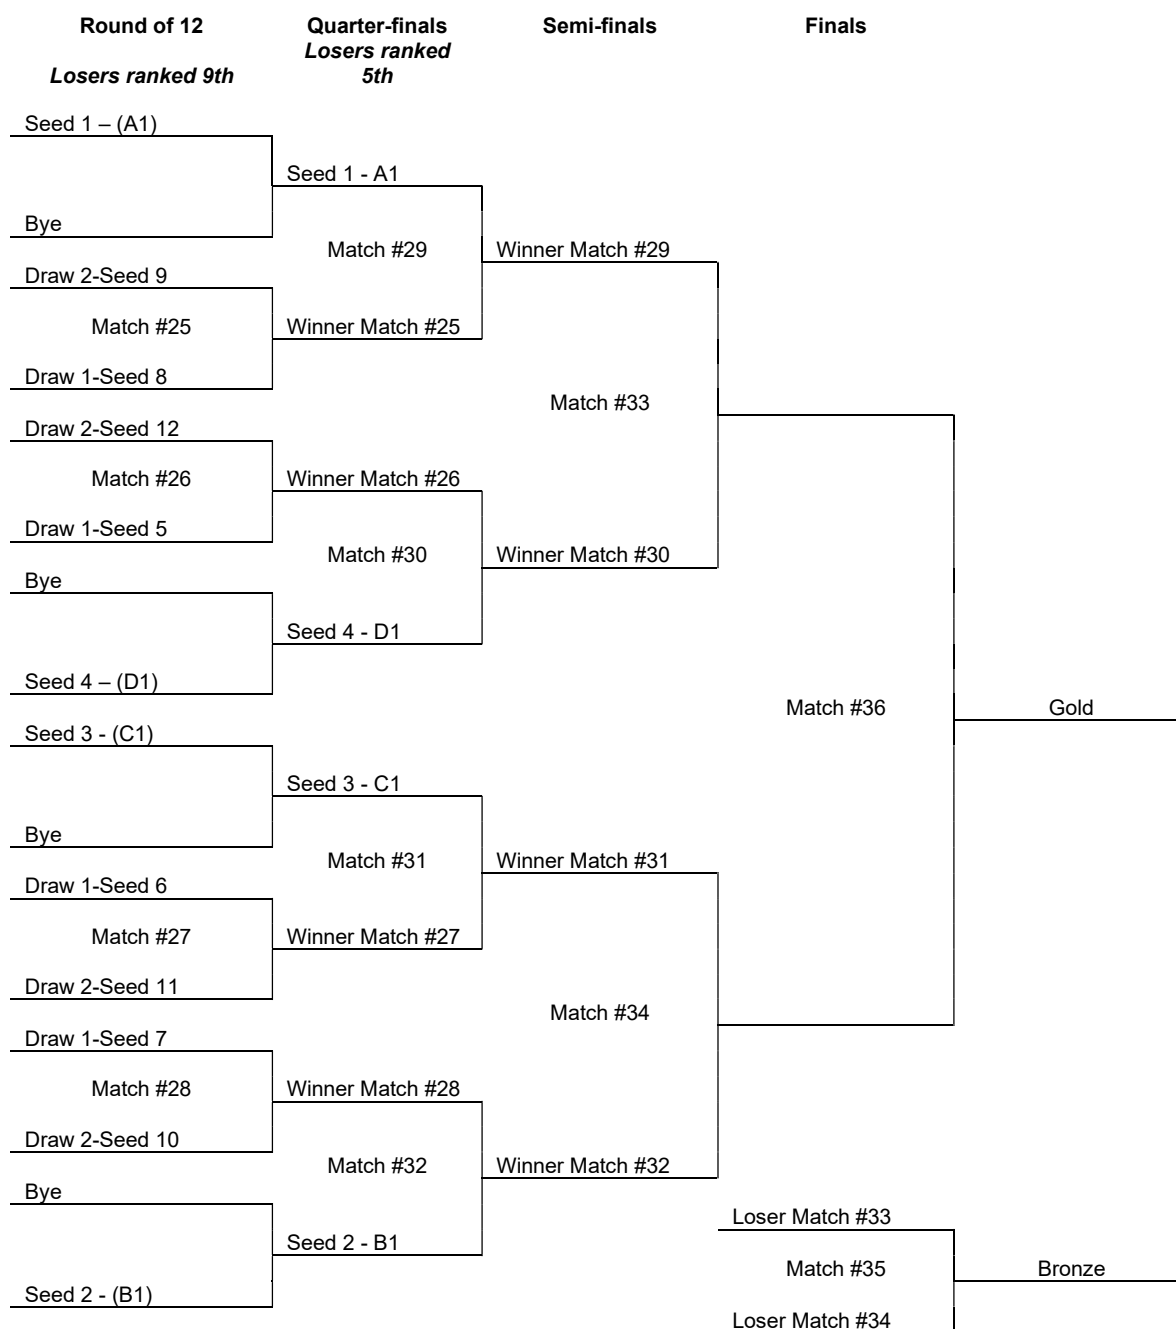 Round of 12
Quarter-finals
Semi-finals
Finals
Losers ranked 9th
Losers ranked
5th
Seed 1 – (A1)
Seed 1 - A1
Bye
Match #29
Winner Match #29
Draw 2-Seed 9
Match #25
Winner Match #25
Draw 1-Seed 8
Match #33
Draw 2-Seed 12
Match #26
Winner Match #26
Draw 1-Seed 5
Match #30
Winner Match #30
Bye
Seed 4 - D1
Seed 4 – (D1)
Match #36
Gold
Seed 3 - (C1)
Seed 3 - C1
Bye
Match #31
Winner Match #31
Draw 1-Seed 6
Match #27
Winner Match #27
Draw 2-Seed 11
Match #34
Draw 1-Seed 7
Match #28
Winner Match #28
Draw 2-Seed 10
Match #32
Winner Match #32
Bye
Loser Match #33
Seed 2 - B1
Match #35
Bronze
Seed 2 - (B1)
Loser Match #34